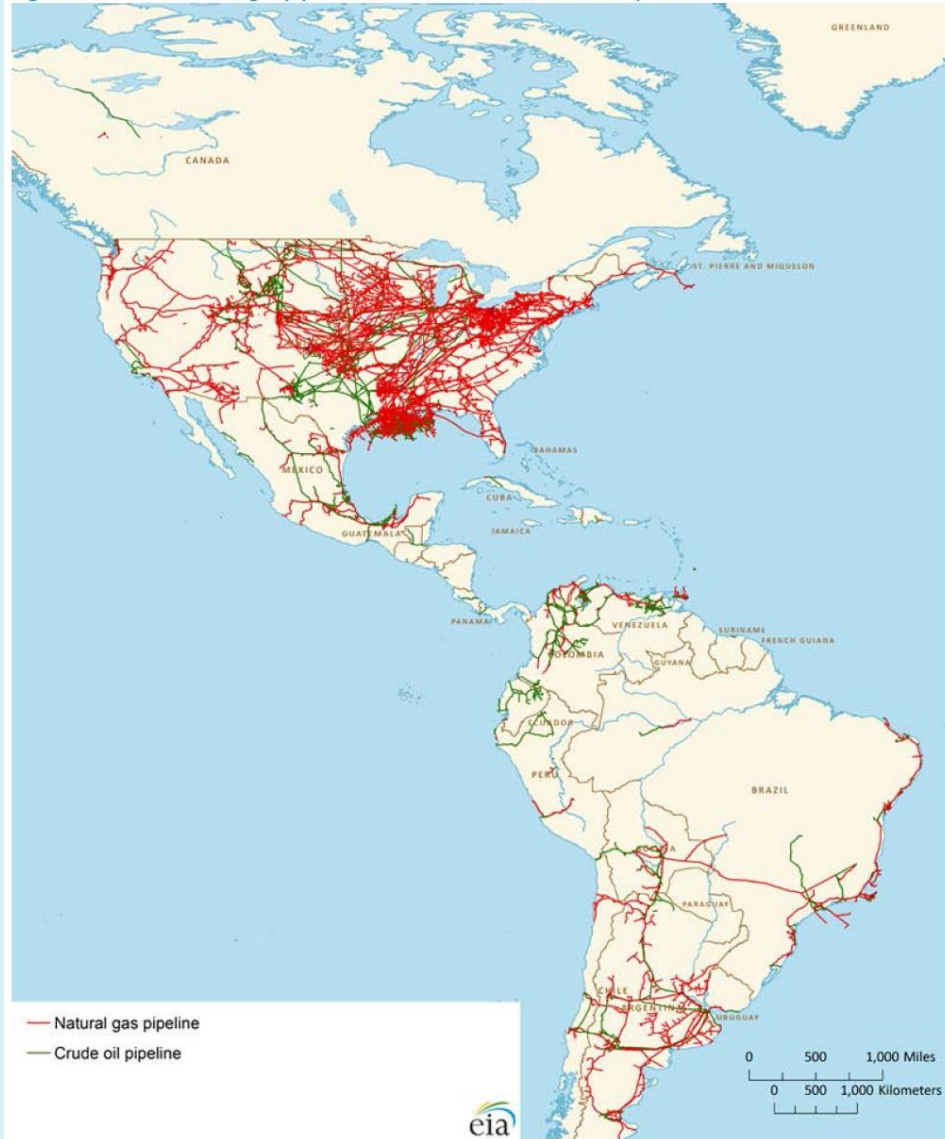 GREENLAND
CANADA
ST. PIERRE AND MIQUELON
BAHAMAS
MEXICO
CUBA
JAMAICA
GUATEMALA
PANAMA
VENEZUELA
SURINAME
FRENCH GUIANA
COLOMBIA
GUYANA
ECUADOR
PERU
BRAZIL
BOLIVIA
PARAGUAY
CHILE
ARGENTINA
URUGUAY
Natural gas pipeline
Crude oil pipeline
0 500 1,000 Miles
0 500 1,000 Kilometers
eia